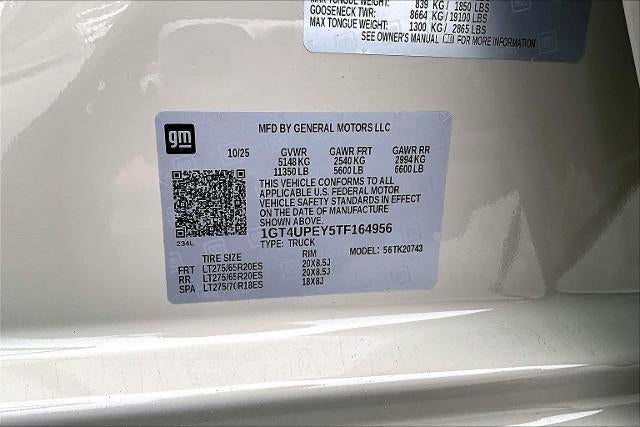 MAX TONGUE WEIGHT: 839 KG / 1850 LBS
GOOSENECK TWR: 8664 KG / 19100 LBS
MAX TONGUE WEIGHT: 1300 KG / 2865 LBS
SEE OWNER'S MANUAL FOR MORE INFORMATION
gm
MFD BY GENERAL MOTORS LLC
10/25 GVWR GAWR FRT GAWR RR
5148 KG 2540 KG 2994 KG
11350 LB 5600 LB 6600 LB
THIS VEHICLE CONFORMS TO ALL
APPLICABLE U.S. FEDERAL MOTOR
VEHICLE SAFETY STANDARDS IN EFFECT
ON THE DATE OF MANUFACTURE
SHOWN ABOVE.
1GT4UPEY5TF164956
TYPE: TRUCK MODEL: 56TK20743
234L
TIRE SIZE RIM
FRT LT275/65R20ES 20X8.5J
RR LT275/65R20ES 20X8.5J
SPA LT275/70R18ES 18X8J